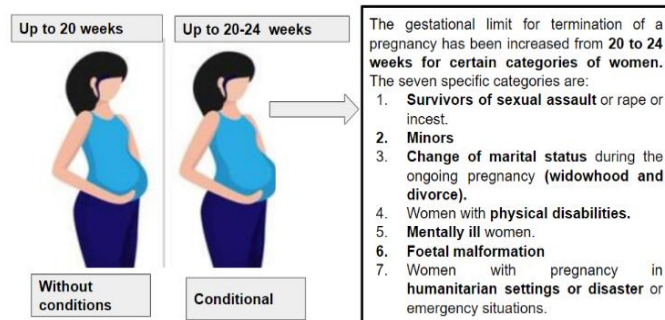 Up to 20 weeks
Up to 20-24 weeks
Without
conditions
Conditional
The gestational limit for termination of a
pregnancy has been increased from 20 to 24
weeks for certain categories of women.
The seven specific categories are:
1. Survivors of sexual assault or rape or
incest.
2. Minors
3. Change of marital status during the
ongoing pregnancy (widowhood and
divorce).
4. Women with physical disabilities.
5. Mentally ill women.
6. Foetal malformation
7. Women with pregnancy in
humanitarian settings or disaster or
emergency situations.